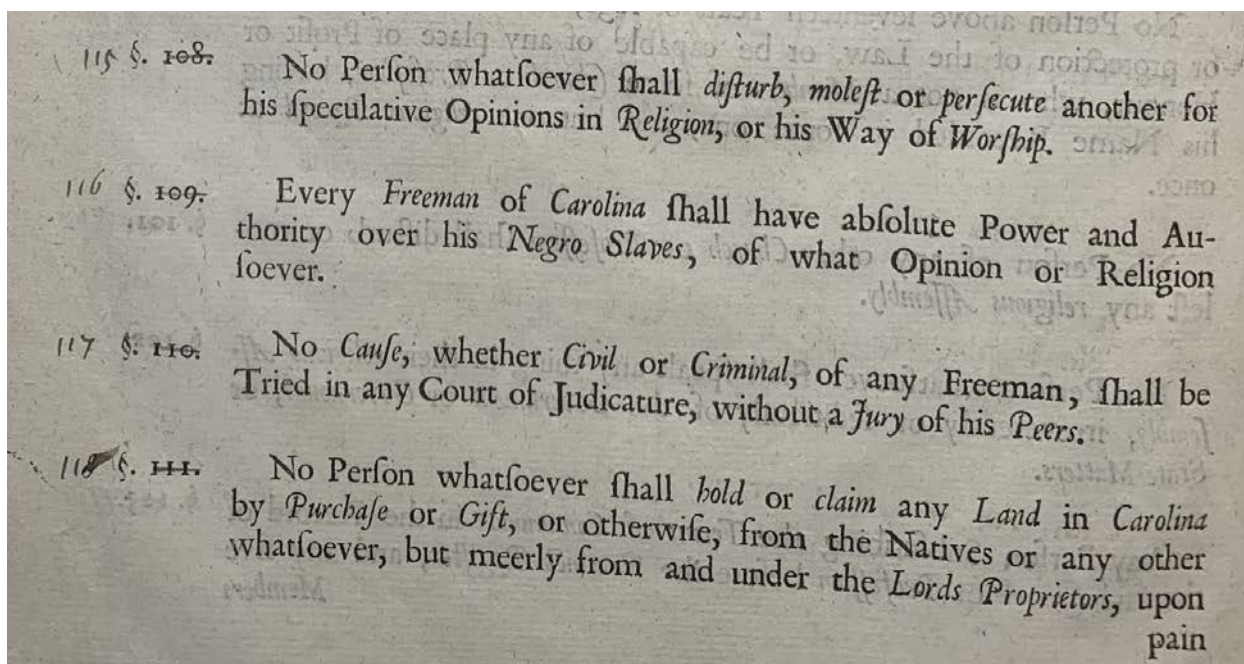 115 §. 108. No Perſon whatſoever ſhall diſturb, moleſt or perſecute another for
his ſpeculative Opinions in Religion, or his Way of Worſhip.
116 §. 109. Every Freeman of Carolina ſhall have abſolute Power and Au-
thority over his Negro Slaves, of what Opinion or Religion
ſoever.
117 §. 110. No Cauſe, whether Civil or Criminal, of any Freeman, ſhall be
Tried in any Court of Judicature, without a Jury of his Peers.
118 §. 111. No Perſon whatſoever ſhall hold or claim any Land in Carolina
by Purchaſe or Gift, or otherwiſe, from the Natives or any other
whatſoever, but meerly from and under the Lords Proprietors, upon
pain